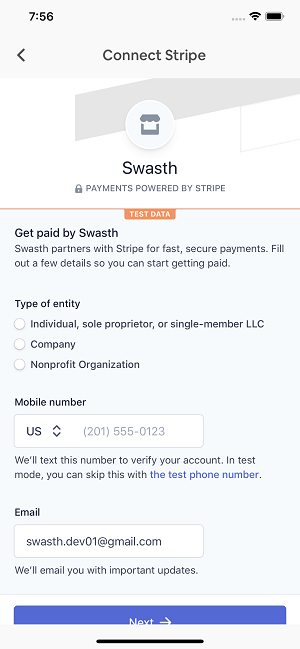 7:56
Connect Stripe
Swasth
PAYMENTS POWERED BY STRIPE
TEST DATA
Get paid by Swasth
Swasth partners with Stripe for fast, secure payments. Fill
out a few details so you can start getting paid.
Type of entity
Individual, sole proprietor, or single-member LLC
Company
Nonprofit Organization
Mobile number
US (201) 555-0123
We'll text this number to verify your account. In test
mode, you can skip this with the test phone number.
Email
swasth.dev01@gmail.com
We'll email you with important updates.
Next →